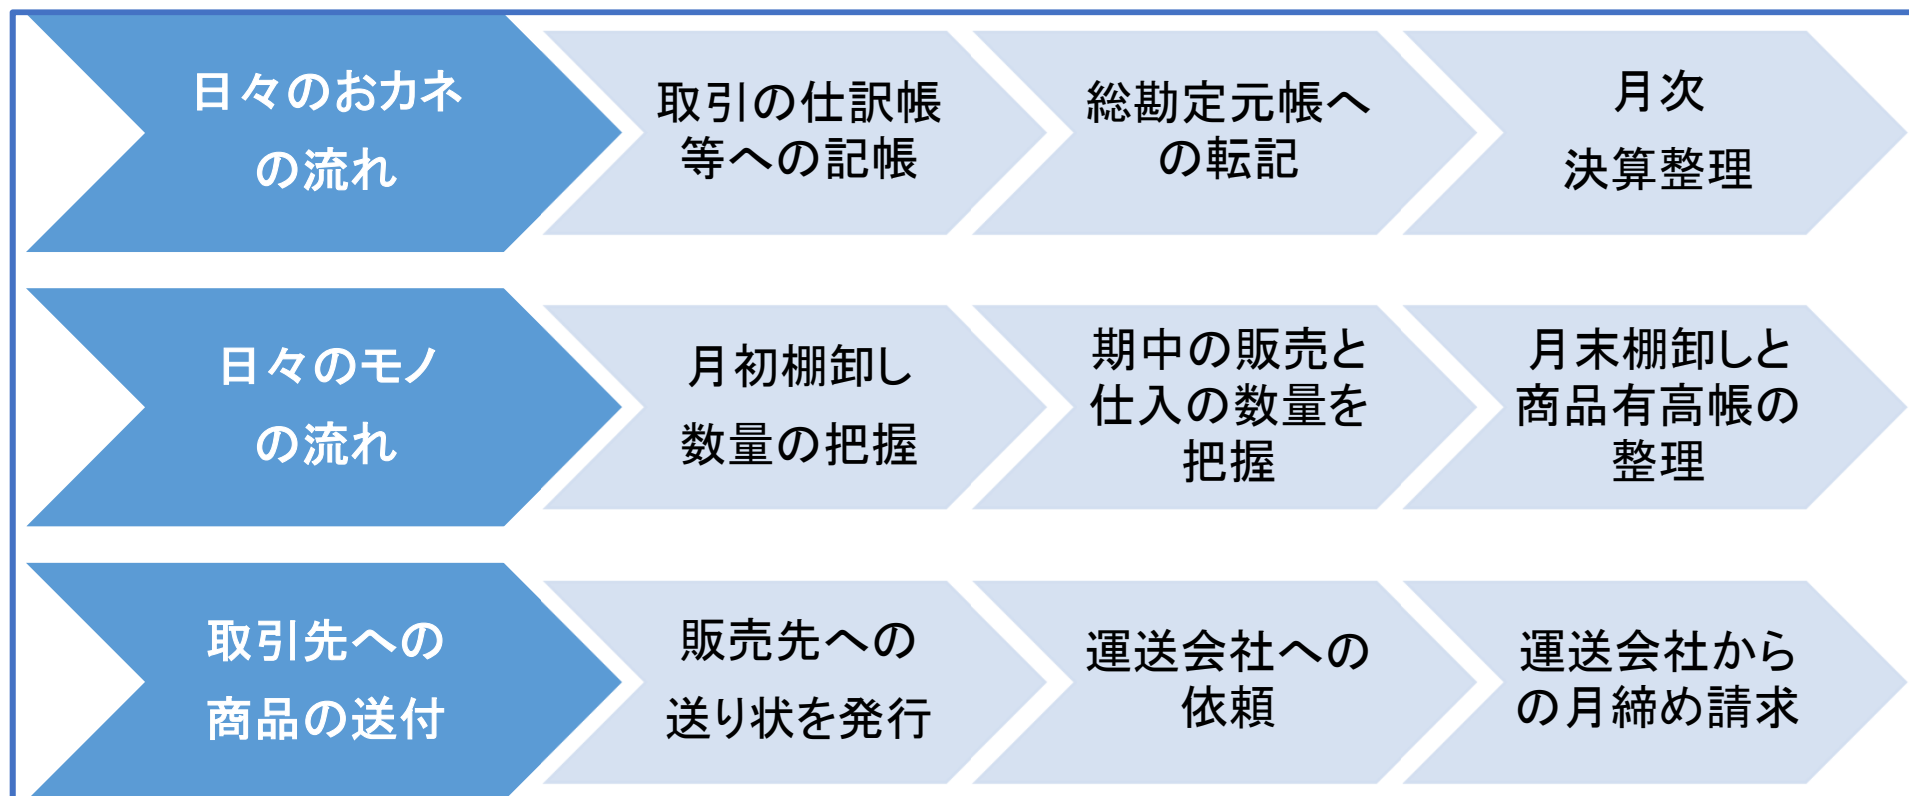 日々のおカネ
の流れ
取引の仕訳帳
等への記帳
総勘定元帳へ
の転記
月次
決算整理
日々のモノ
の流れ
月初棚卸し
数量の把握
期中の販売と
仕入の数量を
把握
月末棚卸しと
商品有高帳の
整理
取引先への
商品の送付
販売先への
送り状を発行
運送会社への
依頼
運送会社から
の月締め請求